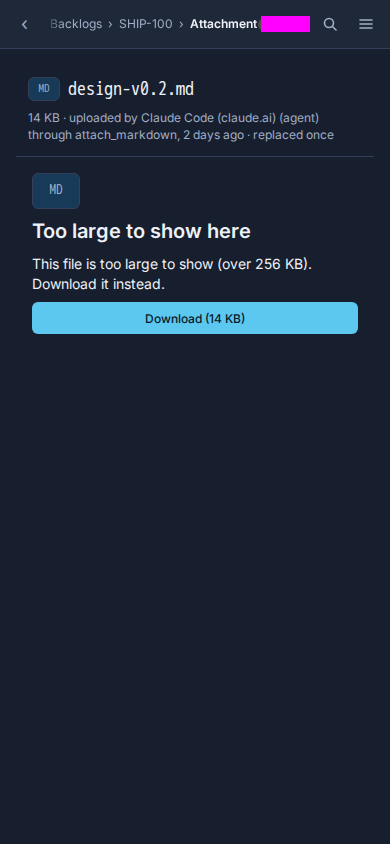 Backlogs › SHIP-100 › Attachment
MD design-v0.2.md
14 KB · uploaded by Claude Code (claude.ai) (agent)
through attach_markdown, 2 days ago · replaced once
MD
Too large to show here
This file is too large to show (over 256 KB).
Download it instead.
Download (14 KB)